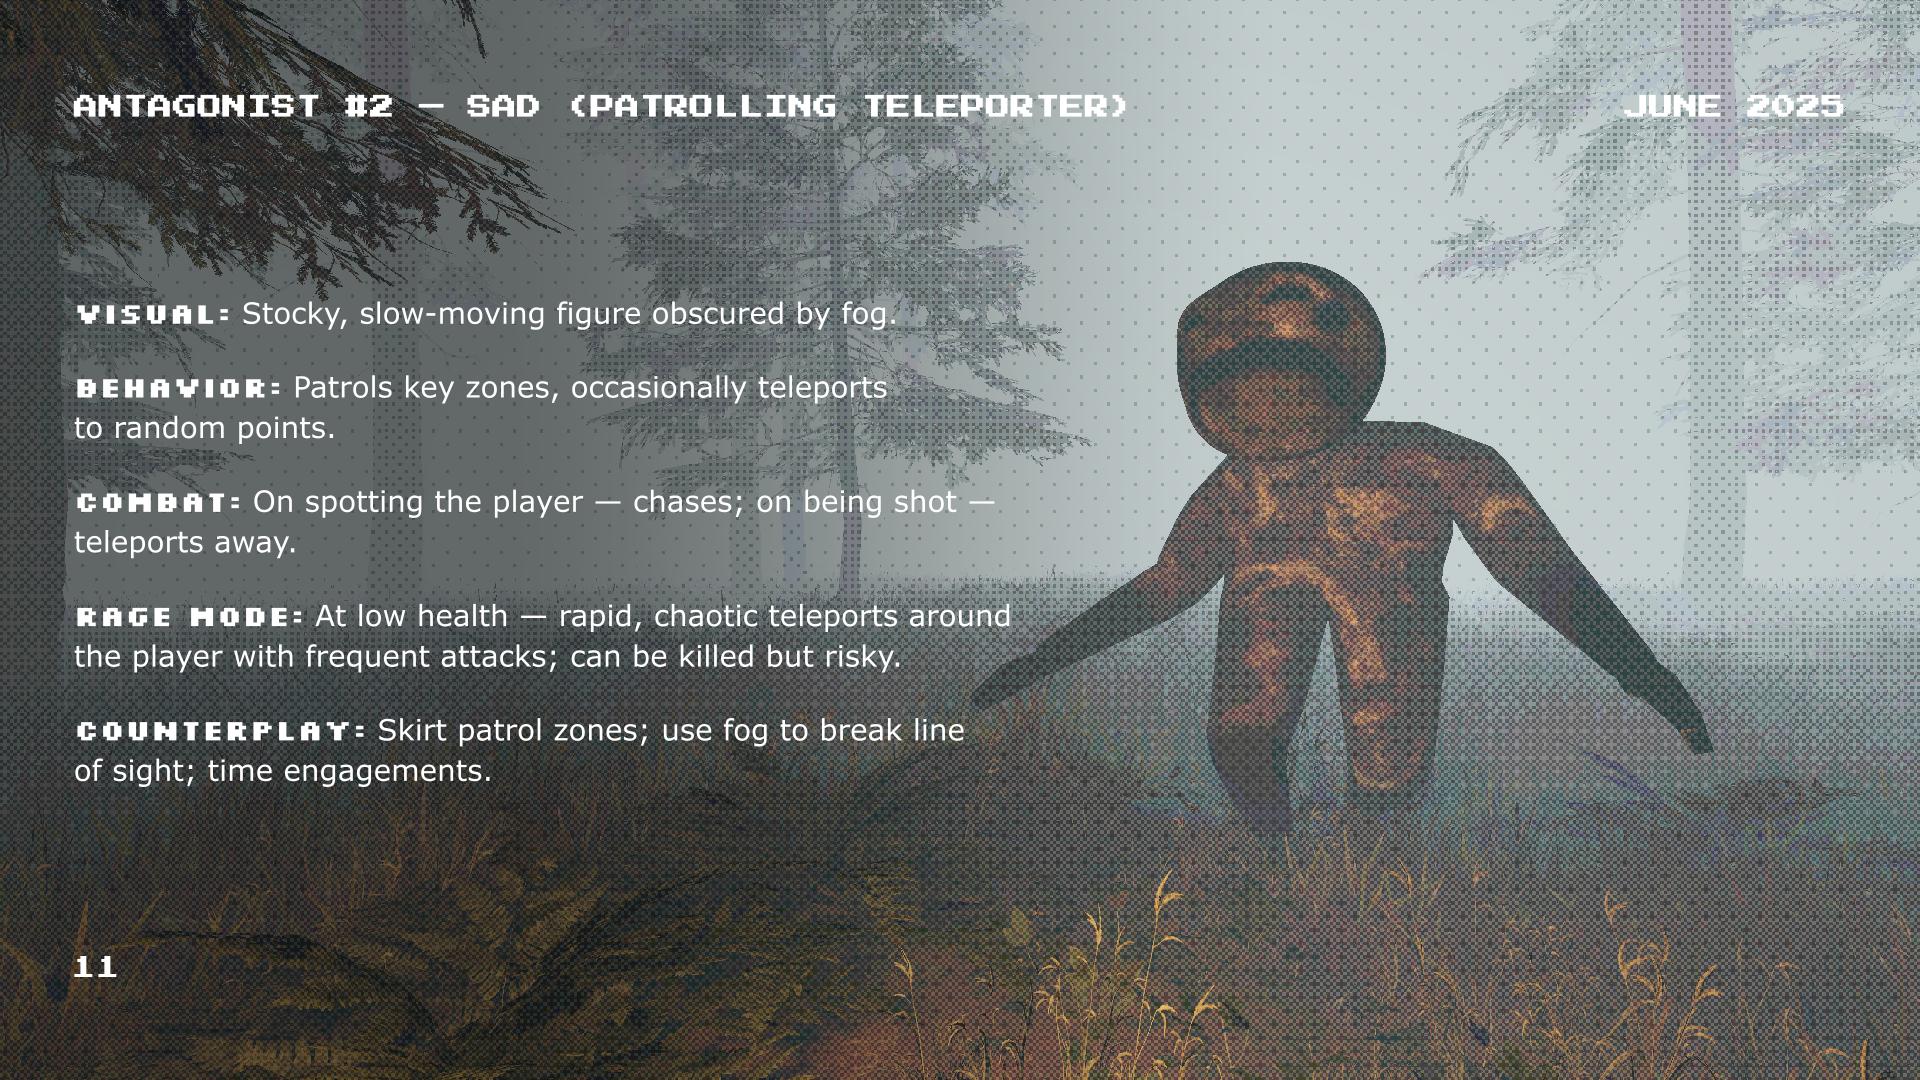 ANTAGONIST #2 — SAD (PATROLLING TELEPORTER)
JUNE 2025
VISUAL: Stocky, slow-moving figure obscured by fog.
BEHAVIOR: Patrols key zones, occasionally teleports
to random points.
COMBAT: On spotting the player — chases; on being shot —
teleports away.
RAGE MODE: At low health — rapid, chaotic teleports around
the player with frequent attacks; can be killed but risky.
COUNTERPLAY: Skirt patrol zones; use fog to break line
of sight; time engagements.
11